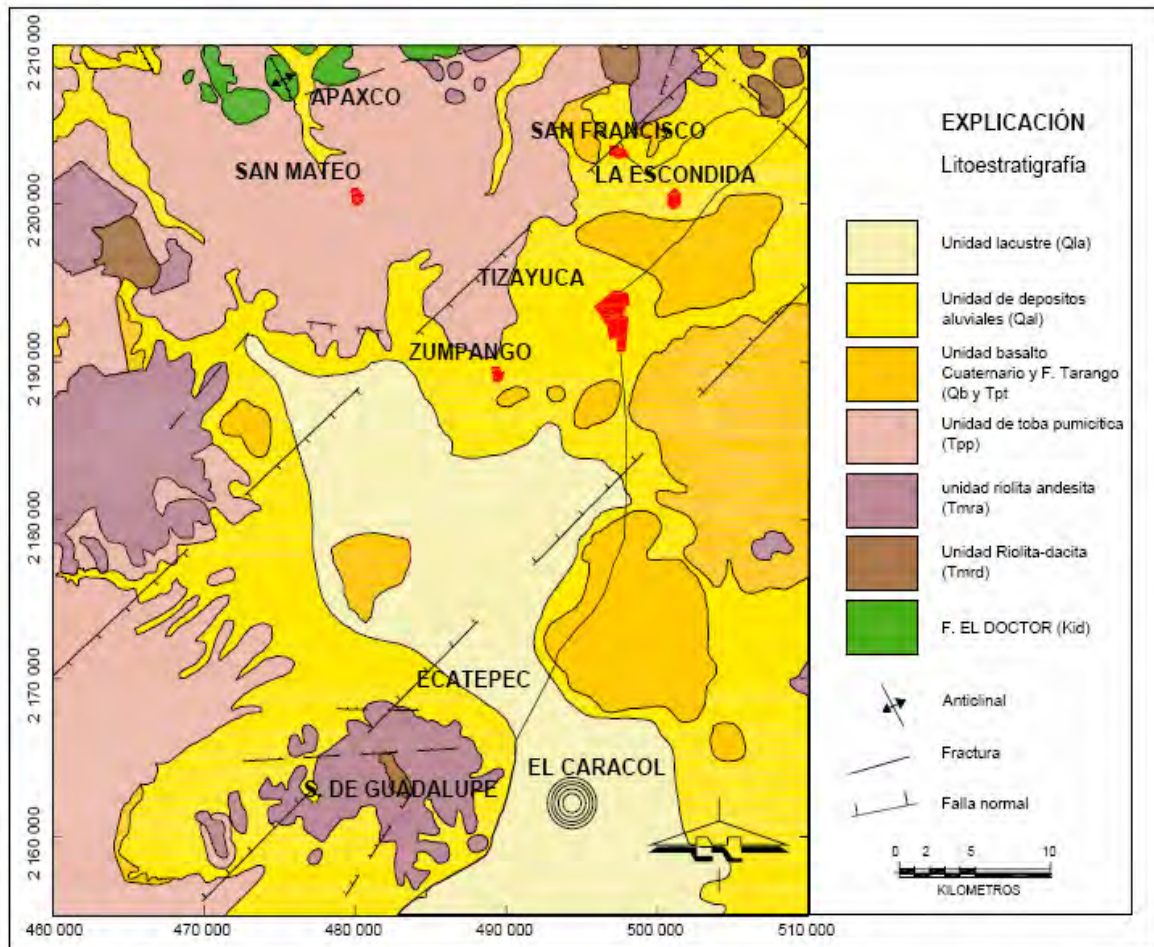 2 210 000
2 200 000
2 190 000
2 180 000
2 170 000
2 160 000
460 000
470 000
480 000
490 000
500 000
510 000
APAXCO
SAN FRANCISCO
SAN MATEO
LA ESCONDIDA
TIZAYUCA
ZUMPANGO
ECATEPEC
EL CARACOL
S. DE GUADALUPE
EXPLICACIÓN
Litoestratigrafía
Unidad lacustre (Qla)
Unidad de depositos
aluviales (Qal)
Unidad basalto
Cuaternario y F. Tarango
(Qb y Tpt
Unidad de toba pumicítica
(Tpp)
unidad riolita andesita
(Tmra)
Unidad Riolita-dacita
(Tmrd)
F. EL DOCTOR (Kid)
Anticlinal
Fractura
Falla normal
0 2 5 10
KILOMETROS